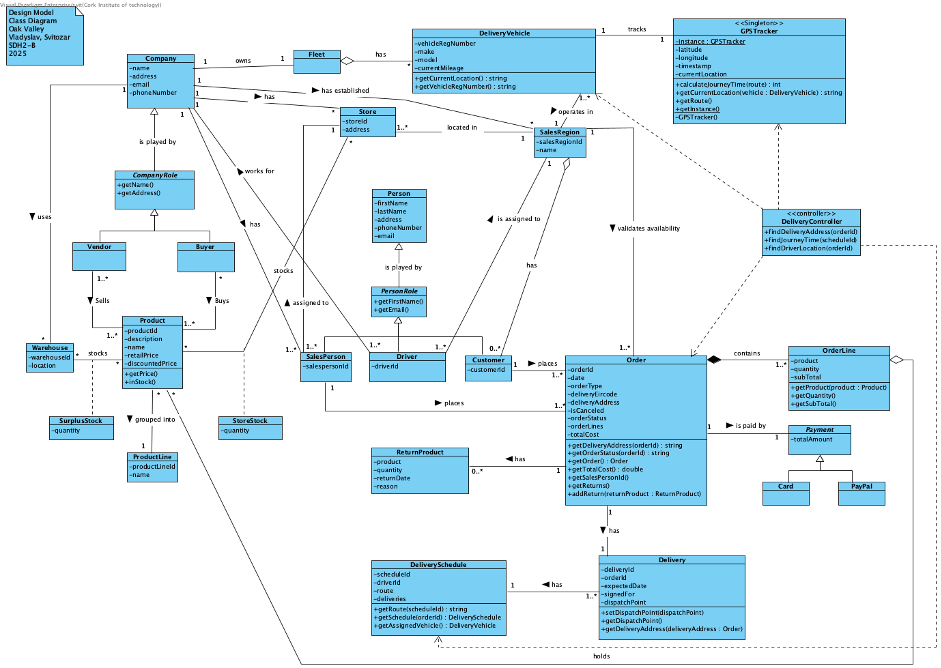 Cork Institute of technology)
Design Model
Class Diagram
Oak Valley
Vladyslav, Svitozar
SDH2-B
2025
Company
-name
-address
-email
-phoneNumber
1
owns
1
Fleet
has
*
DeliveryVehicle
-vehicleRegNumber
-make
-model
-currentMileage
+getCurrentLocation() : string
+getVehicleRegNumber() : string
1
tracks
1
<<Singleton>>
GPSTracker
-instance : GPSTracker
-latitude
-longitude
-timestamp
-currentLocation
+calculateJourneyTime(route) : int
+getCurrentLocation(vehicle : DeliveryVehicle) : string
+getRoute()
+getInstance()
-GPSTracker()
has established
has
Store
-storeId
-address
1..*
located in
1
operates in
1..*
SalesRegion
-salesRegionId
-name
is played by
CompanyRole
+getName()
+getAddress()
works for
Person
-firstName
-lastName
-address
-phoneNumber
-email
is assigned to
validates availability
<<controller>>
DeliveryController
+findDeliveryAddress(orderId)
+findJourneyTime(scheduleId)
+findDriverLocation(orderId)
uses
has
Vendor
Buyer
is played by
has
stocks
PersonRole
+getFirstName()
+getEmail()
1..*
*
Sells
Buys
assigned to
Product
-productId
-description
-name
-retailPrice
-discountedPrice
+getPrice()
+inStock()
1..*
1..*
Warehouse
-warehouseId
-location
stocks
1..*
SalesPerson
-salespersonId
1..*
Driver
-driverId
0..*
Customer
-customerId
1
places
1..*
1..*
Order
-orderId
-date
-orderType
-deliveryEircode
-deliveryAddress
-isCanceled
-orderStatus
-orderLines
-totalCost
+getDeliveryAddress(orderId) : string
+getOrderStatus(orderId) : string
+getOrder() : Order
+getTotalCost() : double
+getSalesPersonId()
+getReturns()
+addReturn(returnProduct : ReturnProduct)
contains
1..*
OrderLine
-product
-quantity
-subTotal
+getProduct(product : Product)
+getQuantity()
+getSubTotal()
1
places
1..*
SurplusStock
-quantity
grouped into
StoreStock
-quantity
1
is paid by
1
Payment
-totalAmount
1
ProductLine
-productLineId
-name
ReturnProduct
-product
-quantity
-returnDate
-reason
has
0..*
1
Card
PayPal
1
has
1
DeliverySchedule
-scheduleId
-driverId
-route
-deliveries
+getRoute(scheduleId) : string
+getSchedule(orderId) : DeliverySchedule
+getAssignedVehicle() : DeliveryVehicle
1
has
1..*
Delivery
-deliveryId
-orderId
-expectedDate
-signedFor
-dispatchPoint
+setDispatchPoint(dispatchPoint)
+getDispatchPoint()
+getDeliveryAddress(deliveryAddress : Order)
holds